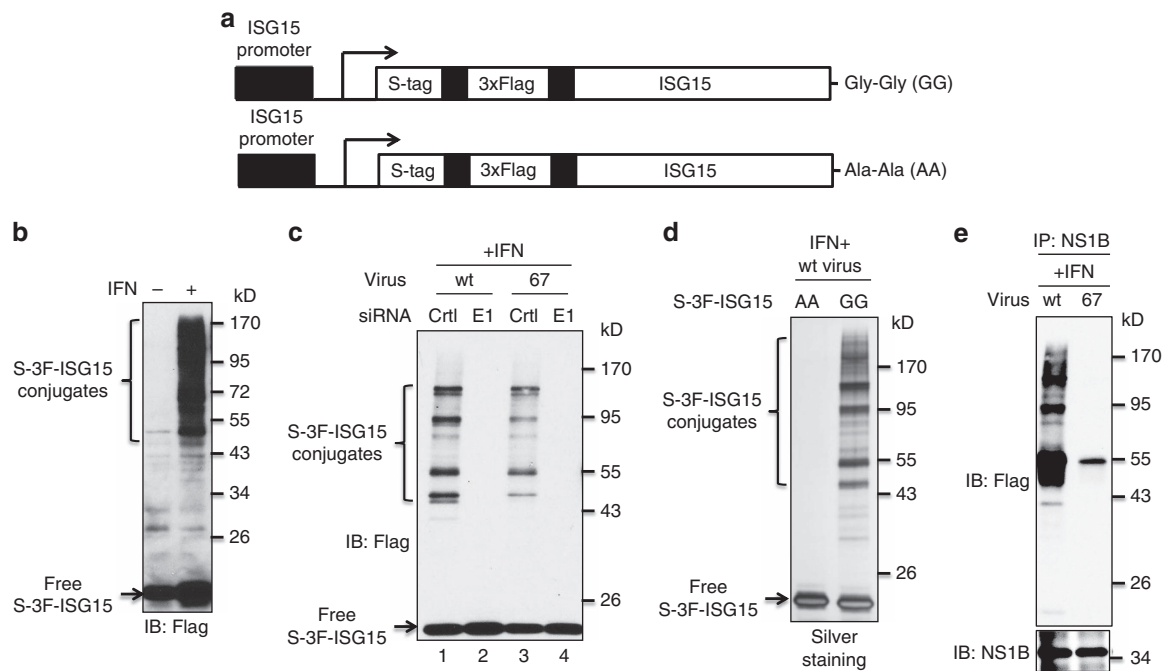 a
ISG15
promoter
S-tag 3xFlag ISG15 Gly-Gly (GG)
ISG15
promoter
S-tag 3xFlag ISG15 Ala-Ala (AA)
b
IFN – +
kD
170
95
72
55
43
34
26
S-3F-ISG15
conjugates
Free
S-3F-ISG15
IB: Flag
c
+IFN
Virus wt 67
siRNA Crtl E1 Crtl E1
kD
170
95
55
43
26
S-3F-ISG15
conjugates
IB: Flag
Free
S-3F-ISG15
1 2 3 4
d
IFN+
wt virus
S-3F-ISG15 AA GG
kD
170
95
55
43
26
S-3F-ISG15
conjugates
Free
S-3F-ISG15
Silver
staining
e
IP: NS1B
+IFN
Virus wt 67
kD
170
95
55
43
26
IB: Flag
IB: NS1B
34